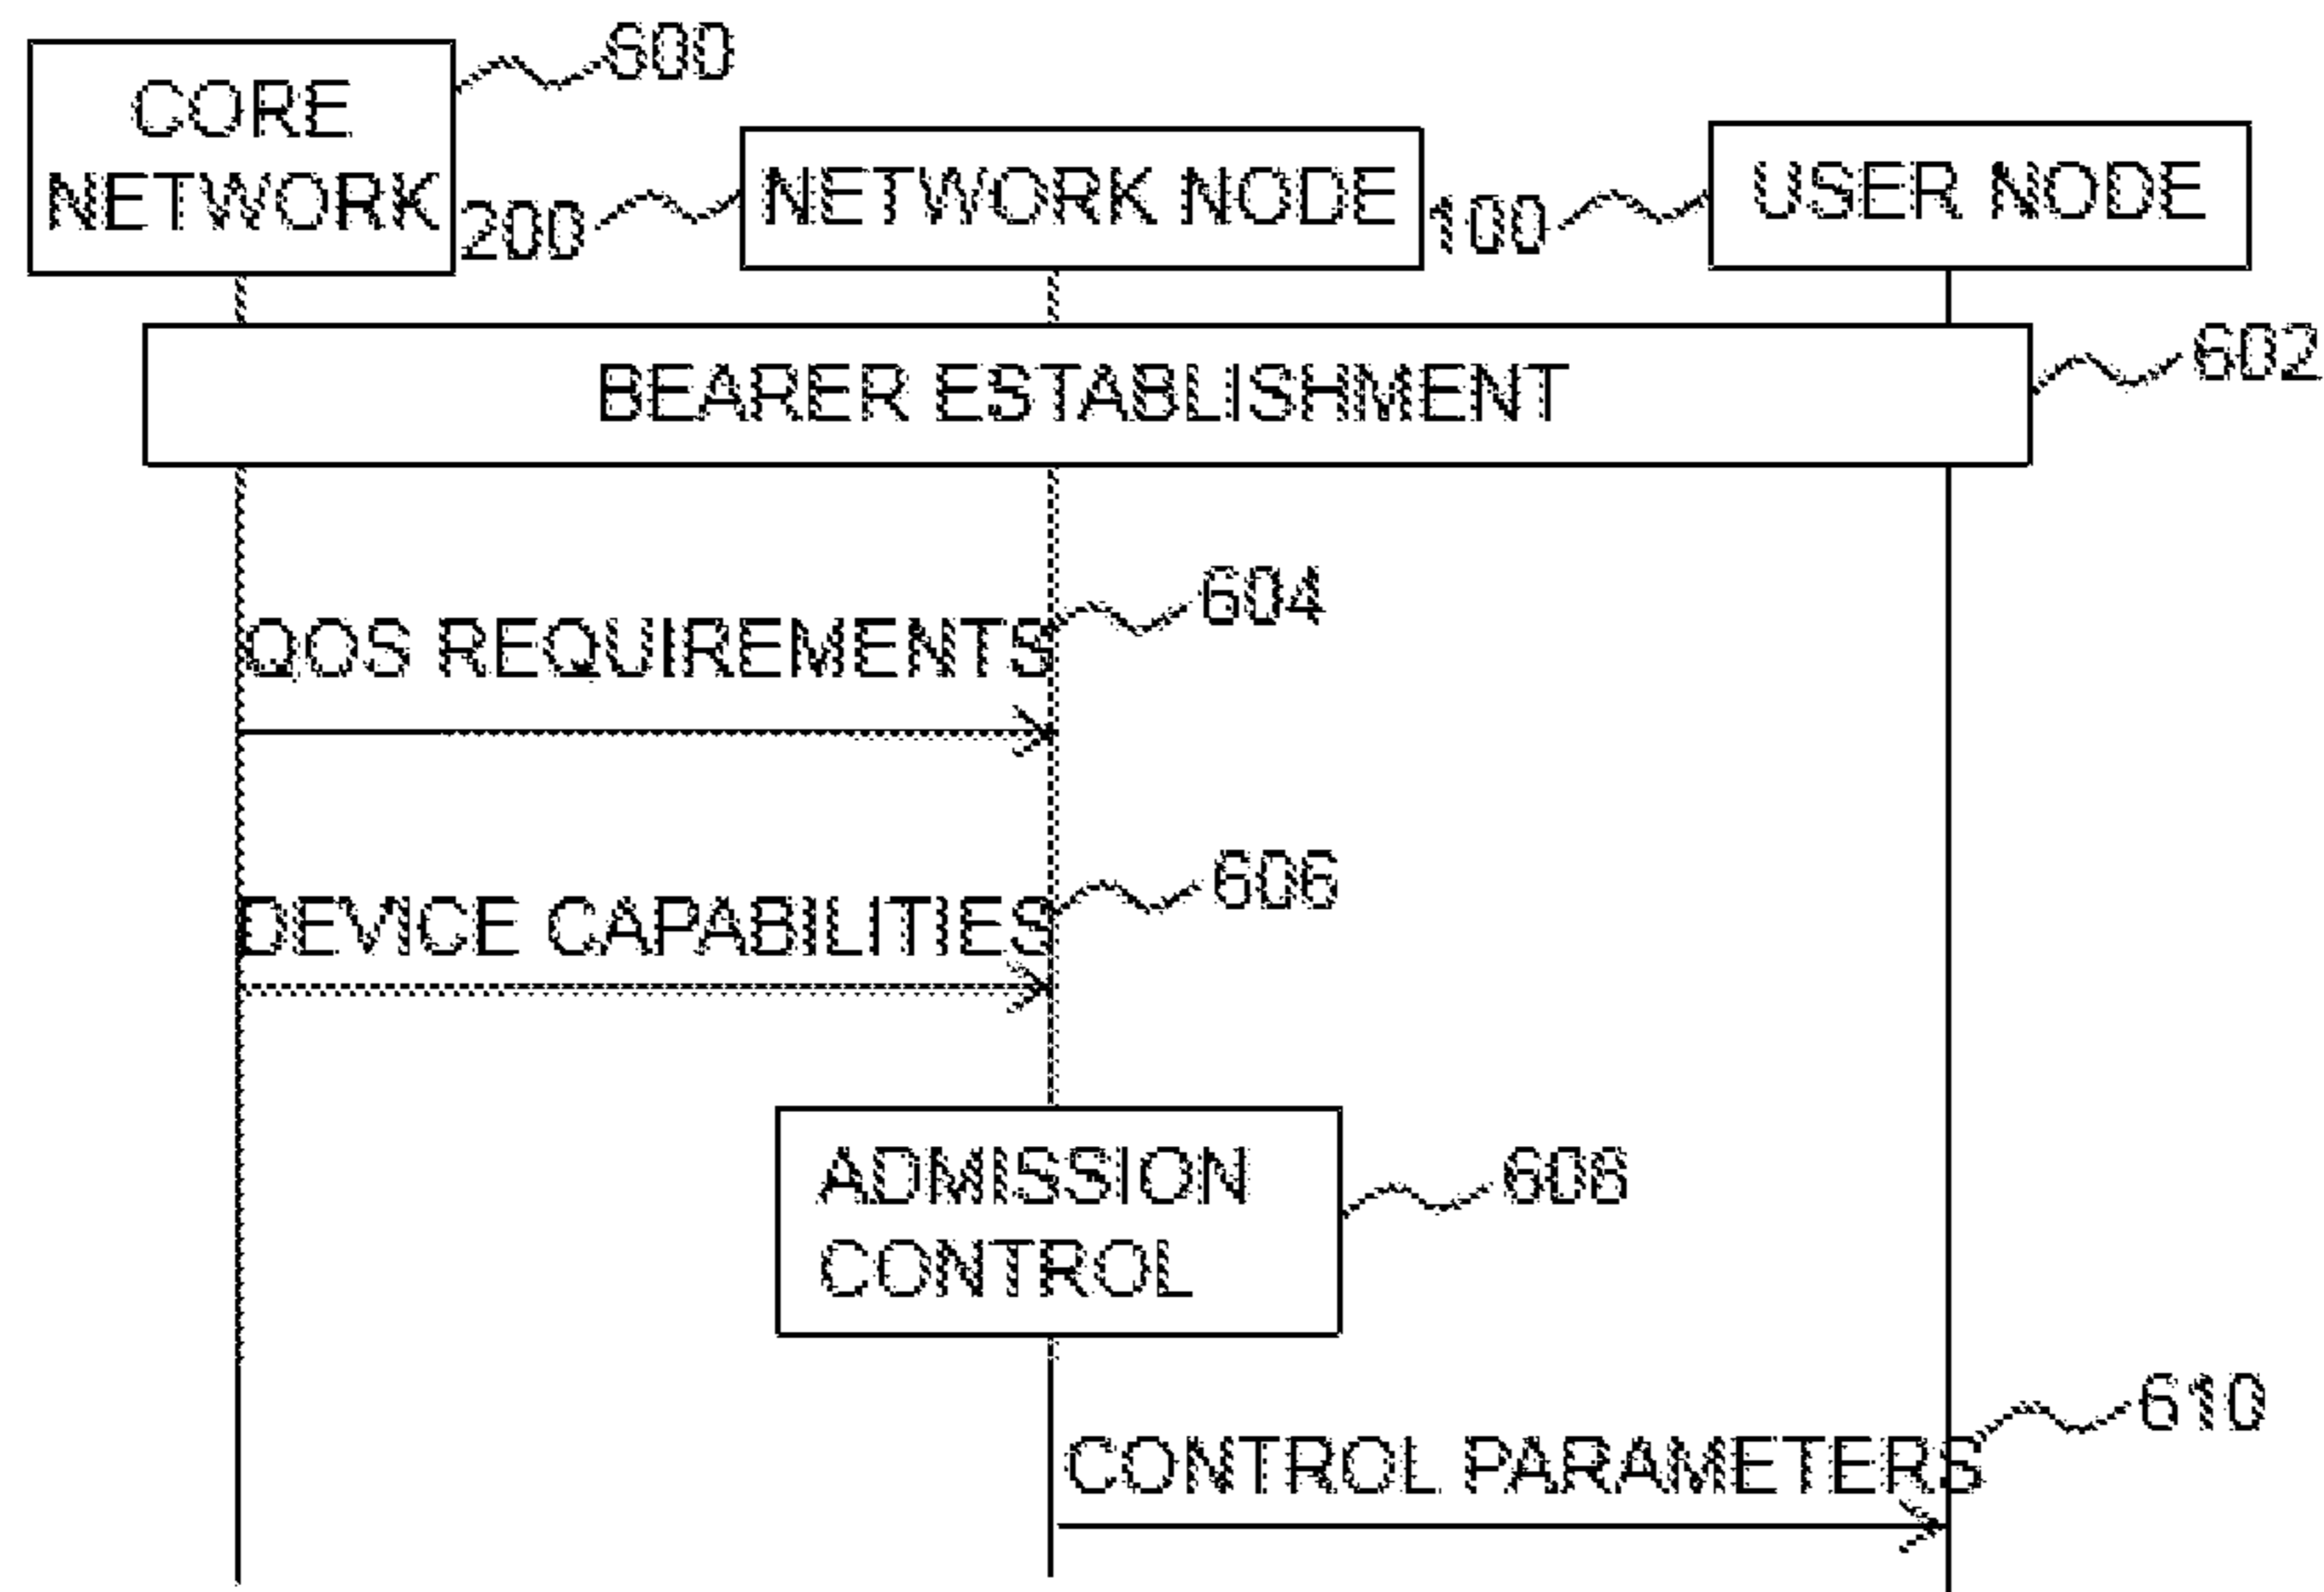 CORE
NETWORK
600
200
NETWORK NODE
100
USER NODE
BEARER ESTABLISHMENT
602
604
QOS REQUIREMENTS
606
DEVICE CAPABILITIES
ADMISSION
CONTROL
608
610
CONTROL PARAMETERS